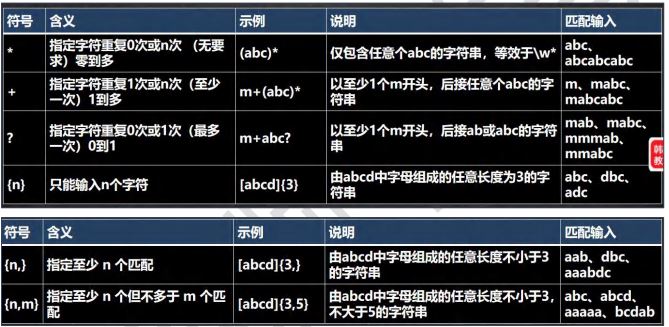 符号 含义 示例 说明 匹配输入
* 指定字符重复0次或n次 （无要求）零到多 (abc)* 仅包含任意个abc的字符串，等效于\w* abc、abcabcabc
+ 指定字符重复1次或n次（至少一次）1到多 m+(abc)* 以至少1个m开头，后接任意个abc的字符串 m、mabc、mabcabc
? 指定字符重复0次或1次（最多一次）0到1 m+abc? 以至少1个m开头，后接ab或abc的字符串 mab、mabc、mmmab、mmabc
{n} 只能输入n个字符 [abcd]{3} 由abcd中字母组成的任意长度为3的字符串 abc、dbc、adc
符号 含义 示例 说明 匹配输入
{n,} 指定至少 n 个匹配 [abcd]{3,} 由abcd中字母组成的任意长度不小于3的字符串 aab、dbc、aaabdc
{n,m} 指定至少 n 个但不多于 m 个匹配 [abcd]{3,5} 由abcd中字母组成的任意长度不小于3，不大于5的字符串 abc、abcd、aaaaa、bcdab